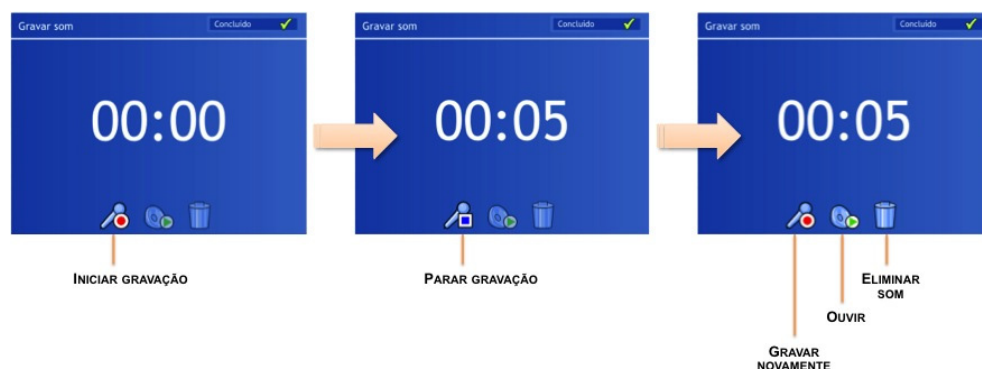 Gravar som
Concluído
00:00
INICIAR GRAVAÇÃO
Gravar som
Concluído
00:05
PARAR GRAVAÇÃO
Gravar som
Concluído
00:05
GRAVAR
NOVAMENTE
OUVIR
ELIMINAR
SOM